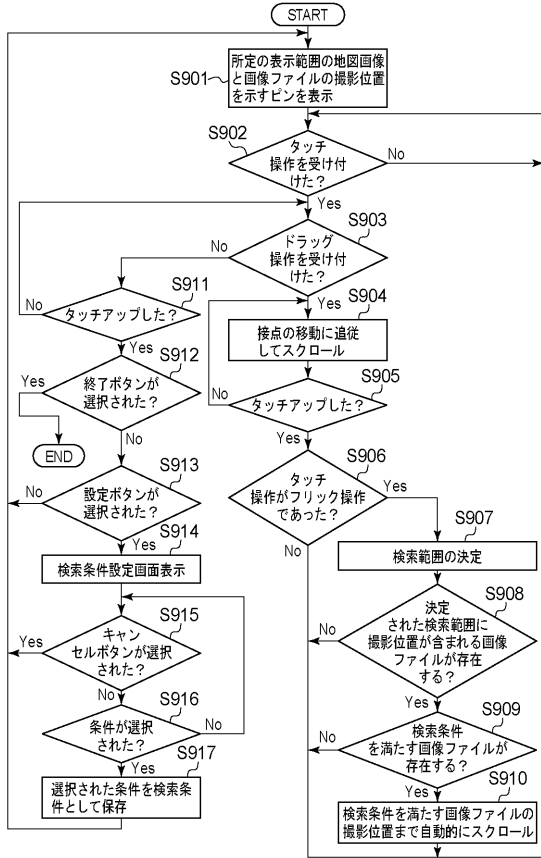 START
S901
所定の表示範囲の地図画像
と画像ファイルの撮影位置
を示すピンを表示
S902
タッチ
操作を受け付
けた?
No
Yes
S903
ドラッグ
操作を受け付
けた?
No
Yes
S904
接点の移動に追従
してスクロール
S905
タッチアップした?
No
Yes
S906
タッチ
操作がフリック操作
であった?
Yes
No
S907
検索範囲の決定
S908
決定
された検索範囲に
撮影位置が含まれる画像
ファイルが存在
する?
No
Yes
S909
検索条件
を満たす画像ファイルが
存在する?
No
Yes
S910
検索条件を満たす画像ファイルの
撮影位置まで自動的にスクロール
S911
タッチアップした?
No
Yes
S912
終了ボタンが
選択された?
Yes
END
No
S913
設定ボタンが
選択された?
No
Yes
S914
検索条件設定画面表示
S915
キャン
セルボタンが選択
された?
Yes
No
S916
条件が選択
された?
No
Yes
S917
選択された条件を検索条
件として保存